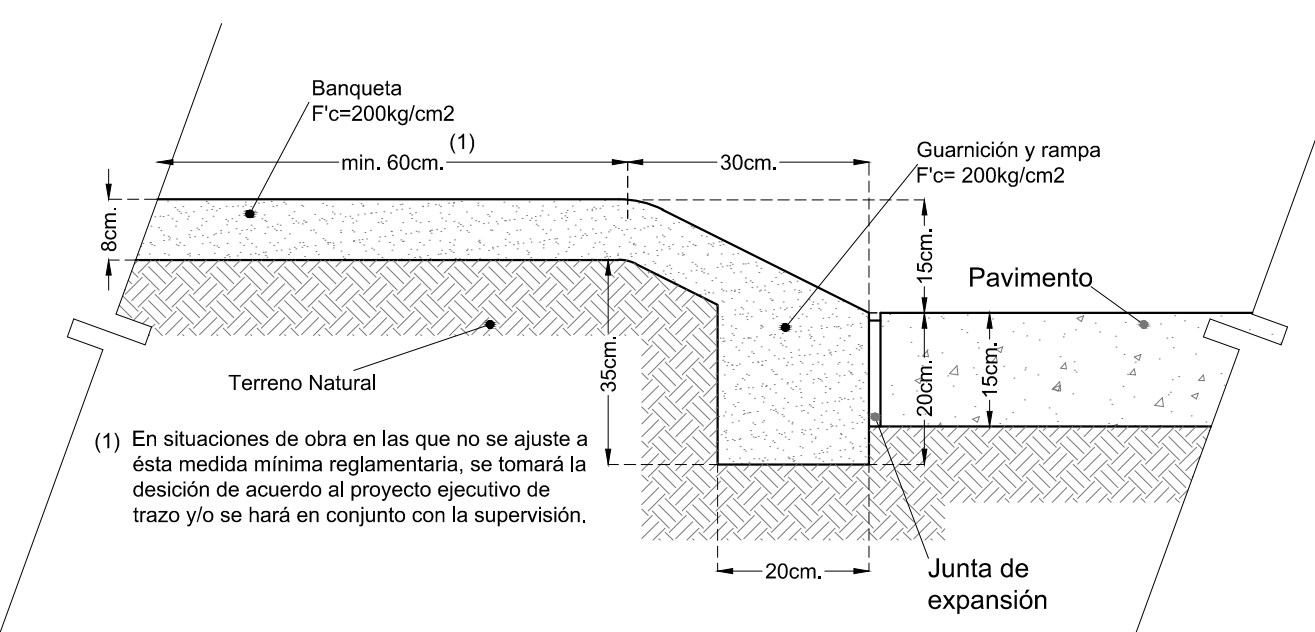 Banqueta
F'c=200kg/cm2
(1)
min. 60cm.
30cm.
Guarnición y rampa
F'c= 200kg/cm2
8cm.
15cm.
Pavimento
35cm.
20cm.
15cm.
Terreno Natural
(1) En situaciones de obra en las que no se ajuste a
ésta medida mínima reglamentaria, se tomará la
desición de acuerdo al proyecto ejecutivo de
trazo y/o se hará en conjunto con la supervisión.
20cm.
Junta de
expansión